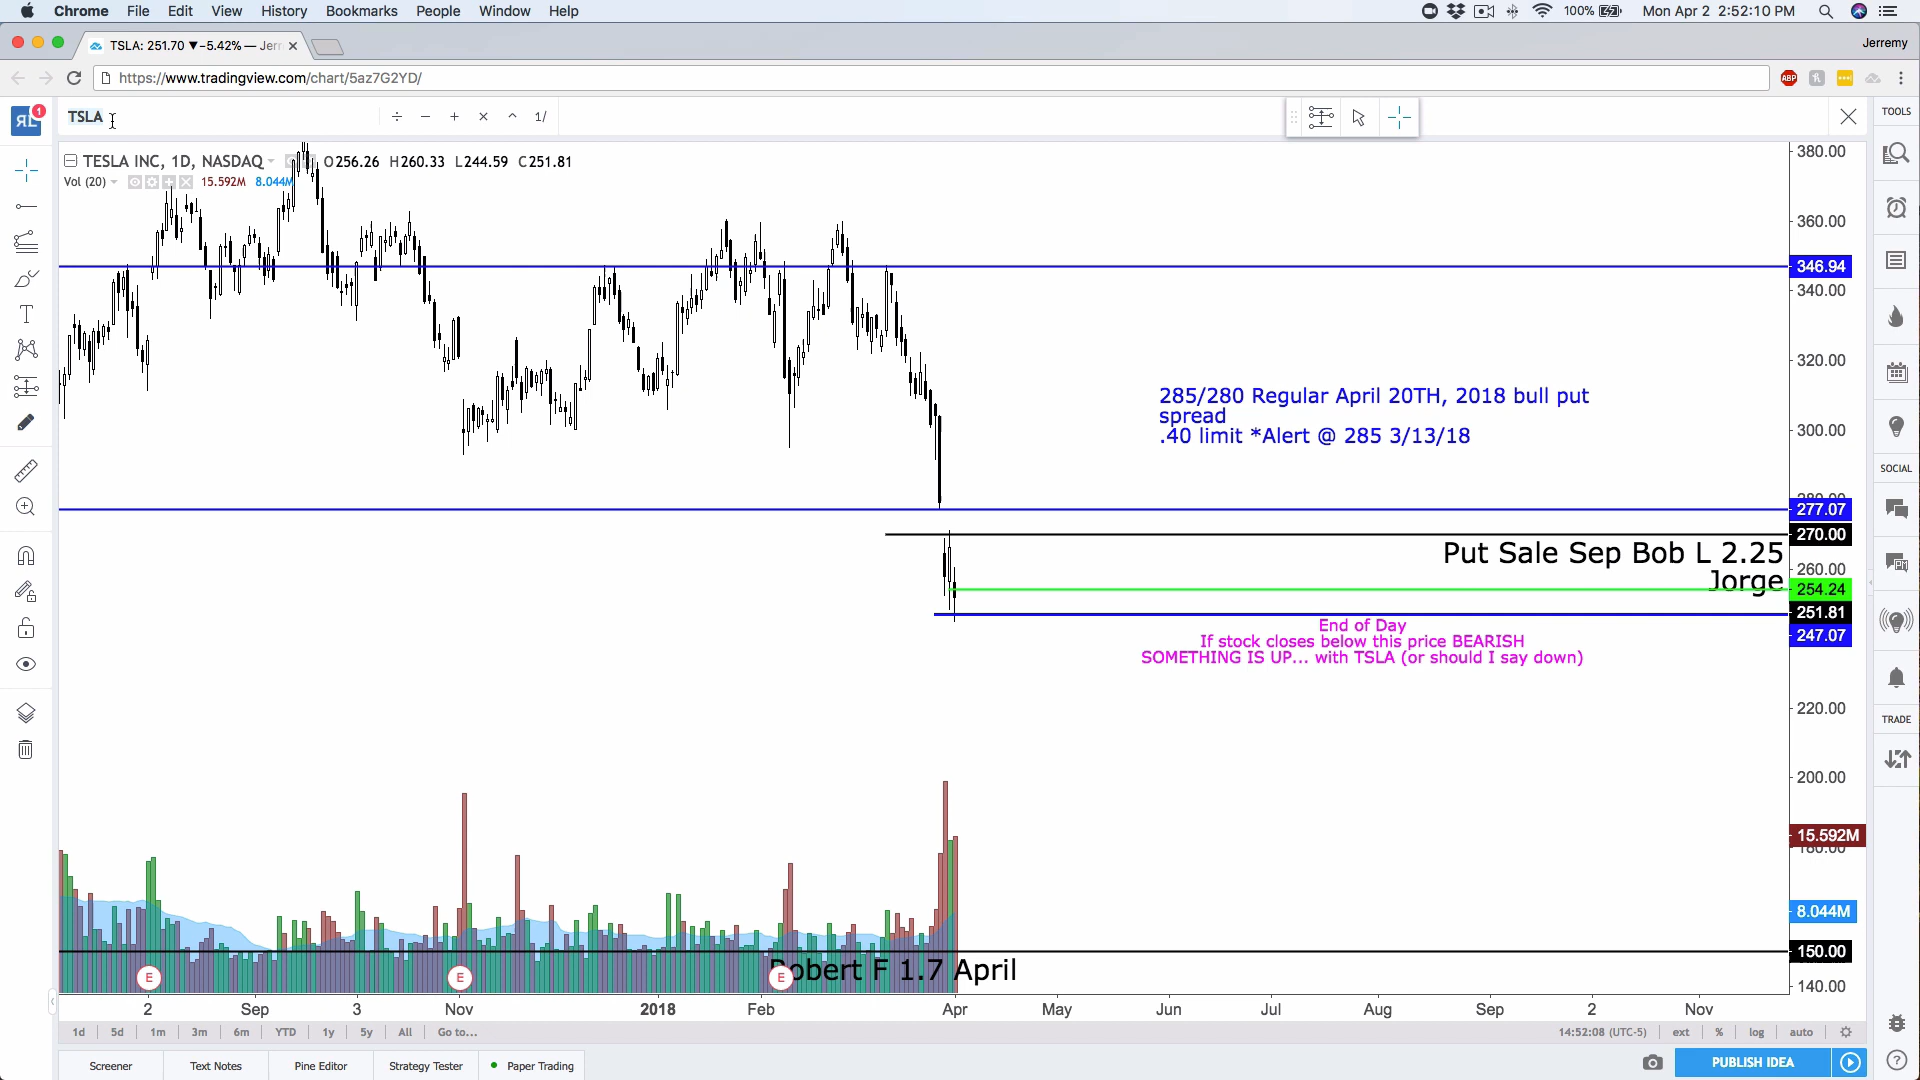 Chrome File Edit View History Bookmarks People Window Help
100% Mon Apr 2 2:52:10 PM
TSLA: 251.70 ▼−5.42% — Jer
Jerremy
https://www.tradingview.com/chart/5az7G2YD/
ABP
1
TSLA
÷ − + × ^ 1/
TOOLS
TESLA INC, 1D, NASDAQ O256.26 H260.33 L244.59 C251.81
Vol (20) 15.592M 8.044M
380.00
360.00
346.94
340.00
320.00
285/280 Regular April 20TH, 2018 bull put
spread
.40 limit *Alert @ 285 3/13/18
300.00
SOCIAL
280.00
277.07
270.00
Put Sale Sep Bob L 2.25
260.00
Jorge
254.24
251.81
End of Day
247.07
If stock closes below this price BEARISH
SOMETHING IS UP... with TSLA (or should I say down)
220.00
TRADE
200.00
15.592M
180.00
8.044M
150.00
Robert F 1.7 April
E E E
140.00
2 Sep 3 Nov 2018 Feb Apr May Jun Jul Aug Sep 2 Nov
1d 5d 1m 3m 6m YTD 1y 5y All Go to...
14:52:08 (UTC-5) ext % log auto
Screener Text Notes Pine Editor Strategy Tester Paper Trading
PUBLISH IDEA